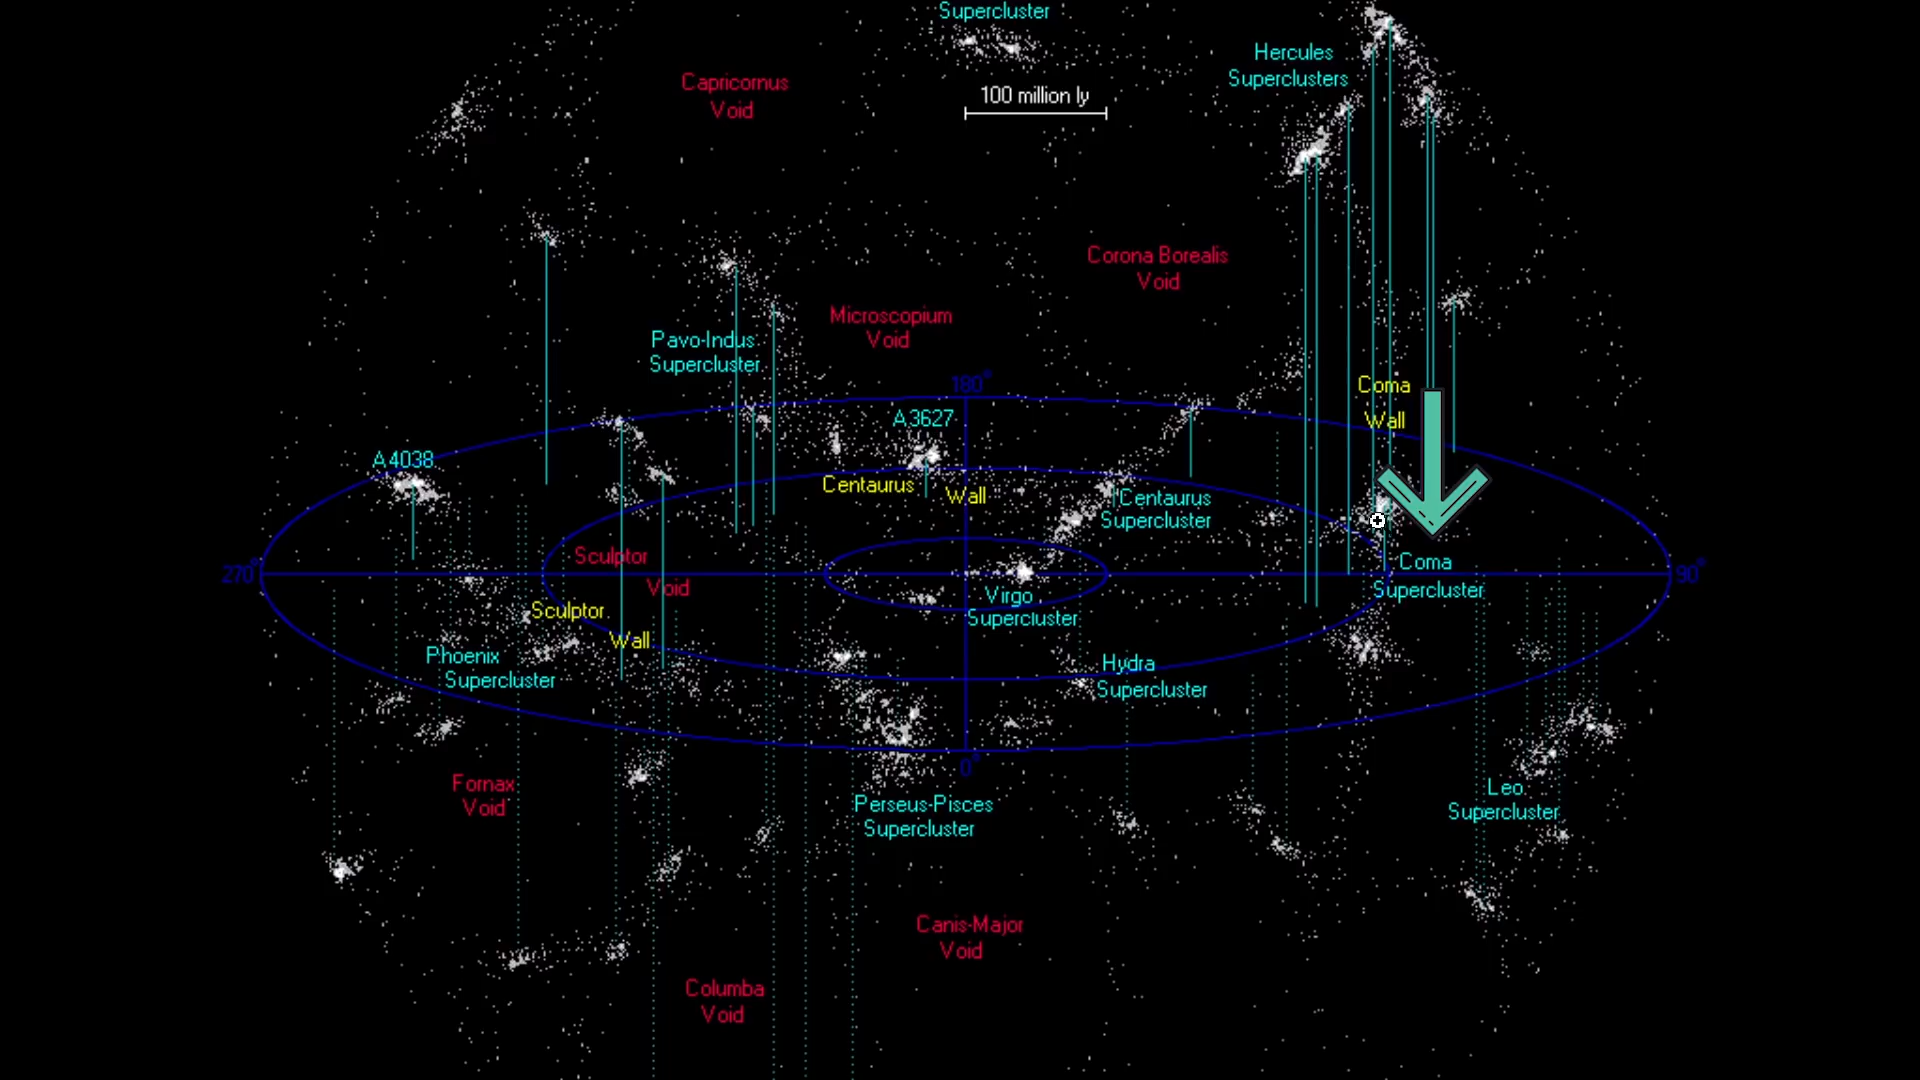 Supercluster
Hercules
Superclusters
Capricornus
Void
100 million ly
Corona Borealis
Void
Microscopium
Void
Pavo-Indus
Supercluster
180°
Coma
Wall
A3627
A4038
Centaurus
Wall
Centaurus
Supercluster
Sculptor
Void
Coma
Supercluster
270°
90°
Virgo
Supercluster
Sculptor
Wall
Phoenix
Supercluster
Hydra
Supercluster
0°
Fornax
Void
Perseus-Pisces
Supercluster
Leo
Supercluster
Canis-Major
Void
Columba
Void